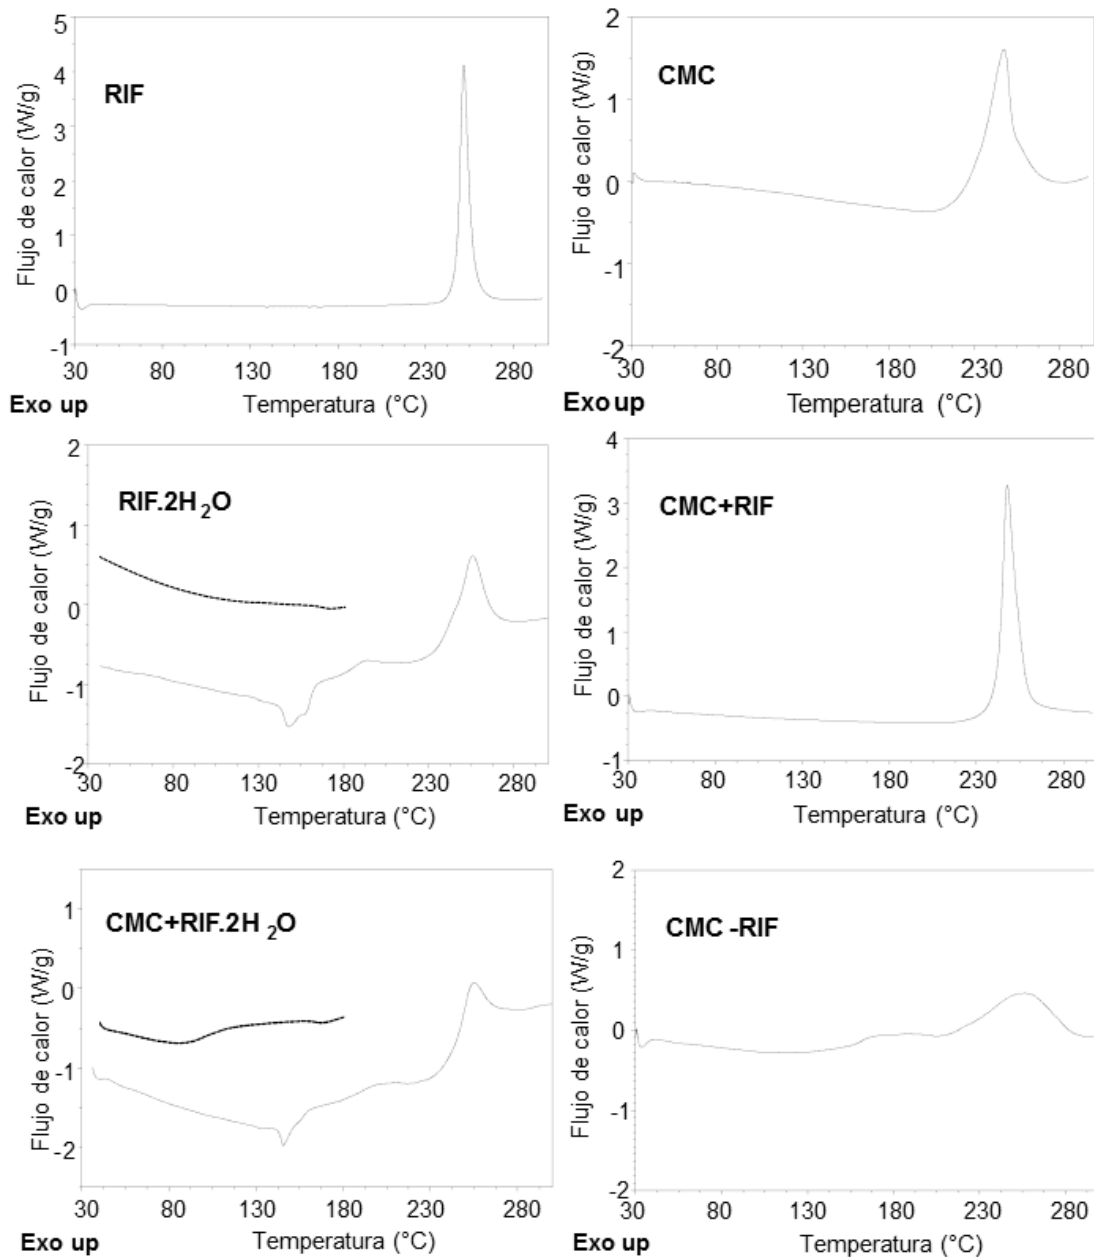 RIF
Flujo de calor (W/g)
5
4
3
2
1
0
-1
30 80 130 180 230 280
Exo up Temperatura (°C)
CMC
Flujo de calor (W/g)
2
1
0
-1
-2
30 80 130 180 230 280
Exo up Temperatura (°C)
RIF.2H2O
Flujo de calor (W/g)
2
1
0
-1
-2
30 80 130 180 230 280
Exo up Temperatura (°C)
CMC+RIF
Flujo de calor (W/g)
4
3
2
1
0
-1
30 80 130 180 230 280
Exo up Temperatura (°C)
CMC+RIF.2H2O
Flujo de calor (W/g)
1
0
-1
-2
30 80 130 180 230 280
Exo up Temperatura (°C)
CMC -RIF
Flujo de calor (W/g)
2
1
0
-1
-2
30 80 130 180 230 280
Exo up Temperatura (°C)